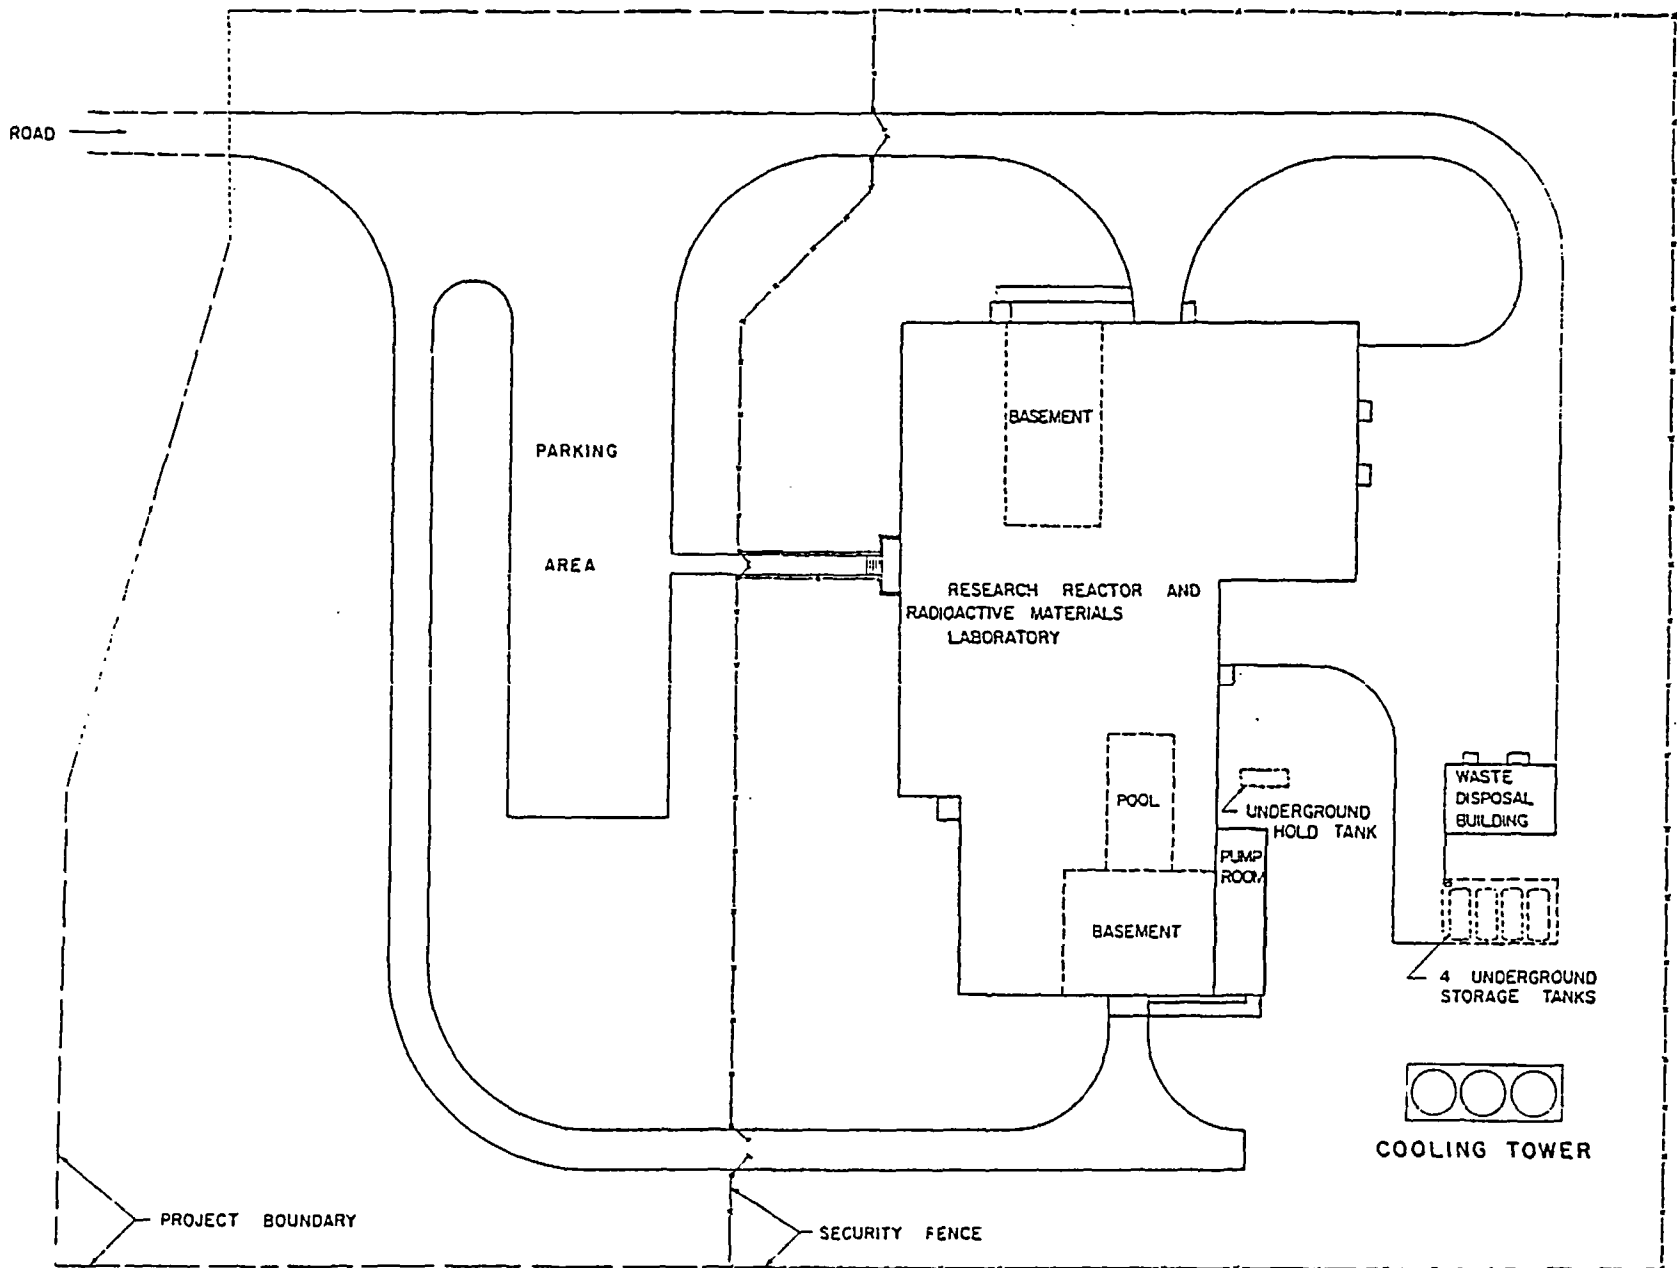 ROAD
BASEMENT
PARKING
AREA
RESEARCH REACTOR AND
RADIOACTIVE MATERIALS
LABORATORY
POOL
UNDERGROUND
HOLD TANK
WASTE
DISPOSAL
BUILDING
PUMP
ROOM
BASEMENT
4 UNDERGROUND
STORAGE TANKS
COOLING TOWER
PROJECT BOUNDARY
SECURITY FENCE